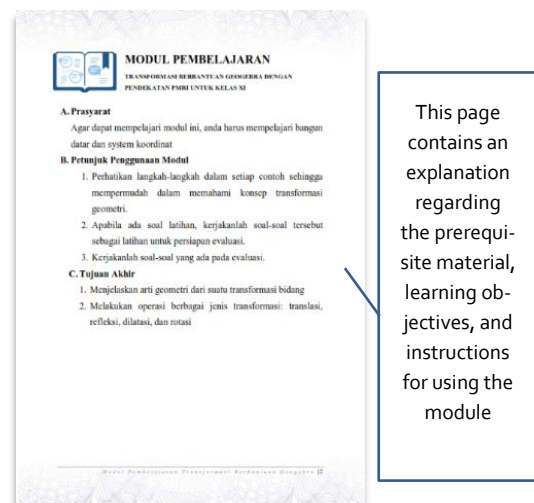 MODUL PEMBELAJARAN
TRANSFORMASI BERBANTUAN GEOGEBRA DENGAN
PENDEKATAN PMRI UNTUK KELAS XI
A. Prasyarat
Agar dapat mempelajari modul ini, anda harus mempelajari bangun
datar dan system koordinat
B. Petunjuk Penggunaan Modul
1. Perhatikan langkah-langkah dalam setiap contoh sehingga
mempermudah dalam memahami konsep transformasi
geometri.
2. Apabila ada soal latihan, kerjakanlah soal-soal tersebut
sebagai latihan untuk persiapan evaluasi.
3. Kerjakanlah soal-soal yang ada pada evaluasi.
C. Tujuan Akhir
1. Menjelaskan arti geometri dari suatu transformasi bidang
2. Melakukan operasi berbagai jenis transformasi: translasi,
refleksi, dilatasi, dan rotasi
Modul Pembelajaran Transformasi Berbantuan Geogebra |2
This page
contains an
explanation
regarding
the prerequi-
site material,
learning ob-
jectives, and
instructions
for using the
module